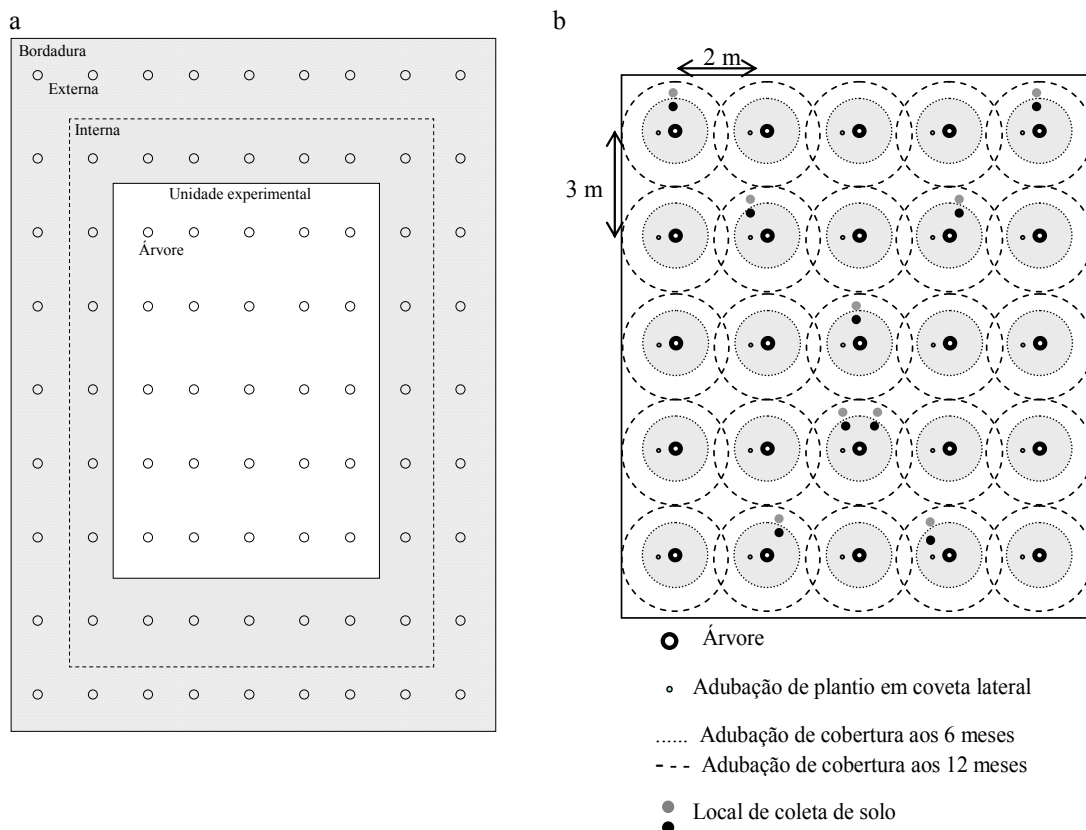 a
Bordadura
Externa
Interna
Unidade experimental
Árvore
b
2 m
3 m
Árvore
Adubação de plantio em coveta lateral
Adubação de cobertura aos 6 meses
Adubação de cobertura aos 12 meses
Local de coleta de solo